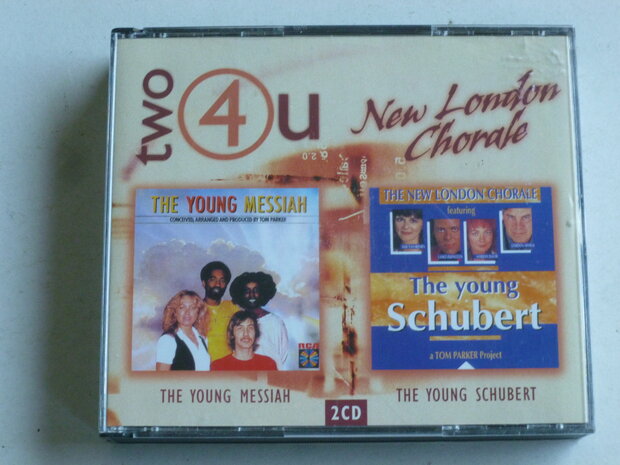 two 4 u
New London
Chorale
THE YOUNG MESSIAH
CONCEIVED, ARRANGED AND PRODUCED BY TOM PARKER
RCA
THE NEW LONDON CHORALE
featuring
The young
Schubert
a TOM PARKER Project
THE YOUNG MESSIAH
THE YOUNG SCHUBERT
2CD